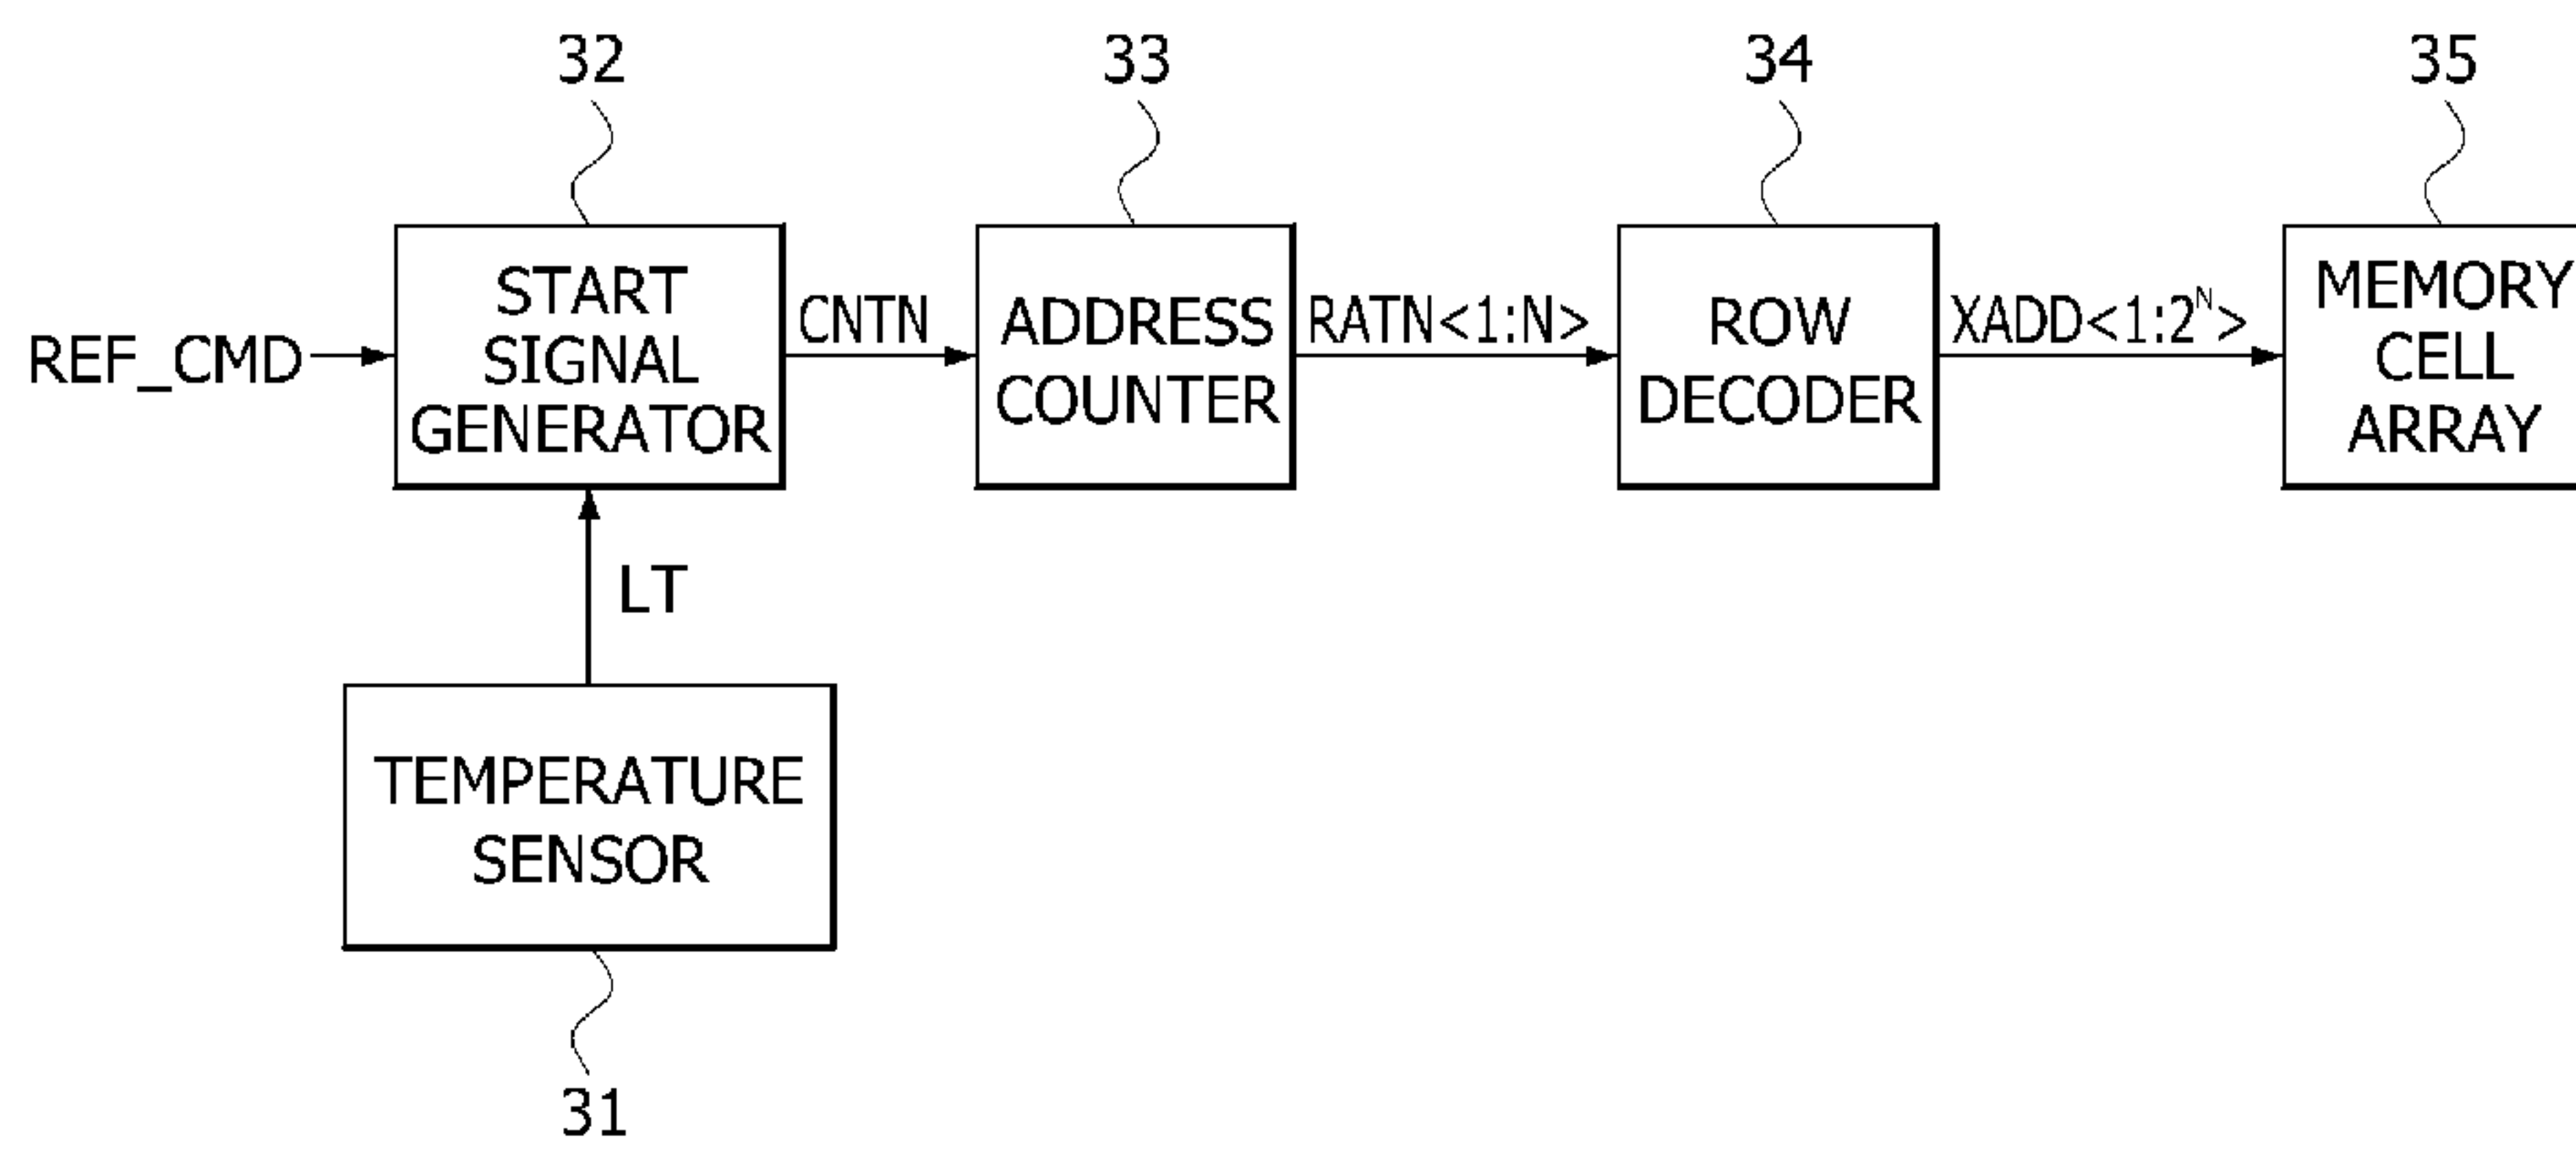 32
33
34
35
START
SIGNAL
GENERATOR
ADDRESS
COUNTER
ROW
DECODER
MEMORY
CELL
ARRAY
REF_CMD
CNTN
RATN<1:N>
XADD<1:2ᴺ>
LT
TEMPERATURE
SENSOR
31